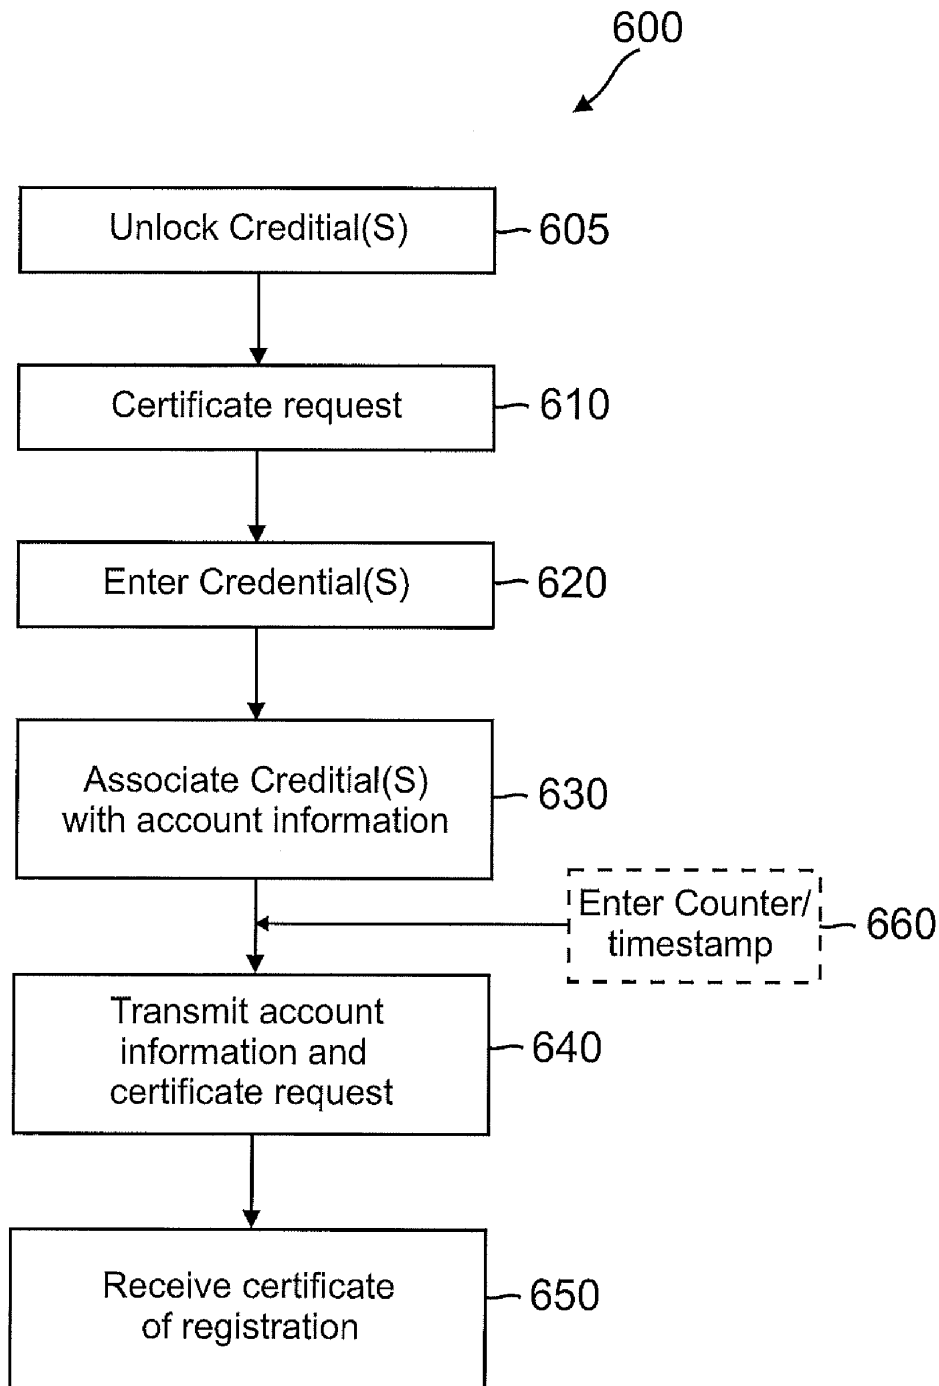 600
Unlock Creditial(S)
605
Certificate request
610
Enter Credential(S)
620
Associate Creditial(S)
with account information
630
Enter Counter/
timestamp
660
Transmit account
information and
certificate request
640
Receive certificate
of registration
650